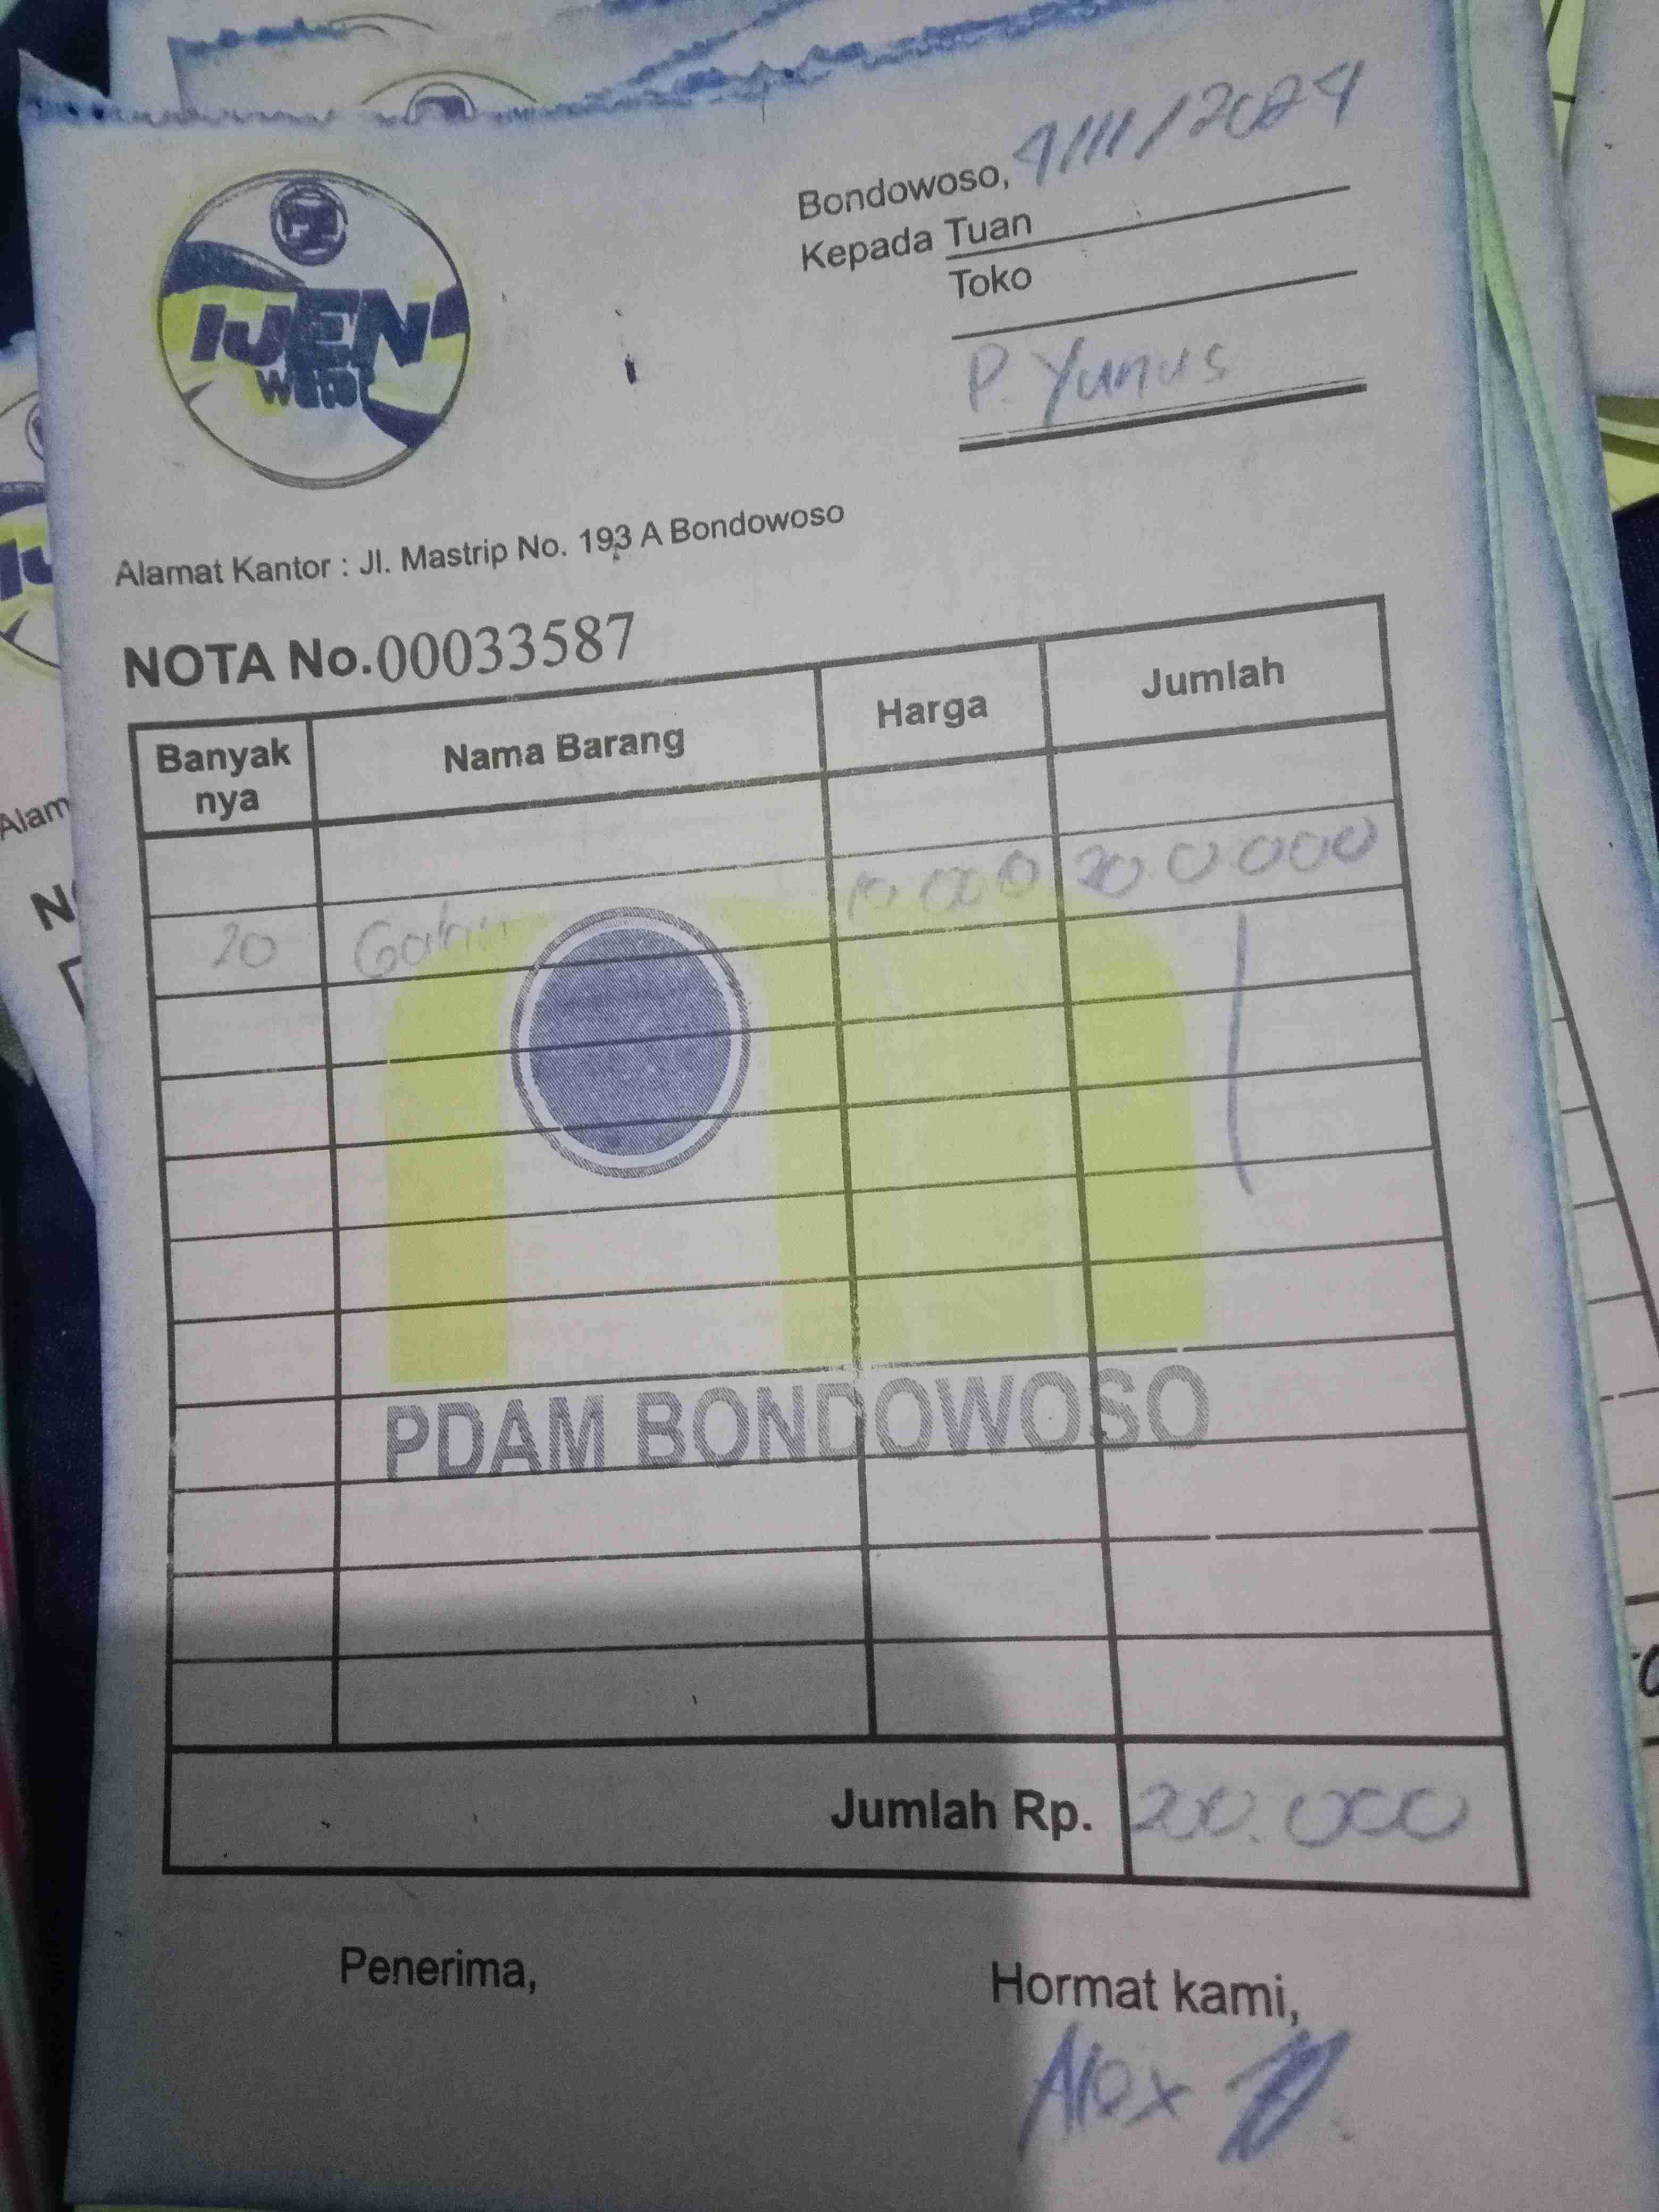 IJEN
Water
Bondowoso, 4/11/2024
Kepada Tuan
Toko
P. Yunus
Alamat Kantor : Jl. Mastrip No. 193 A Bondowoso
NOTA No.00033587
Banyak nya Nama Barang Harga Jumlah
20 Galon 10.000 200.000
PDAM BONDOWOSO
Jumlah Rp. 200.000
Penerima, Hormat kami,
Alex